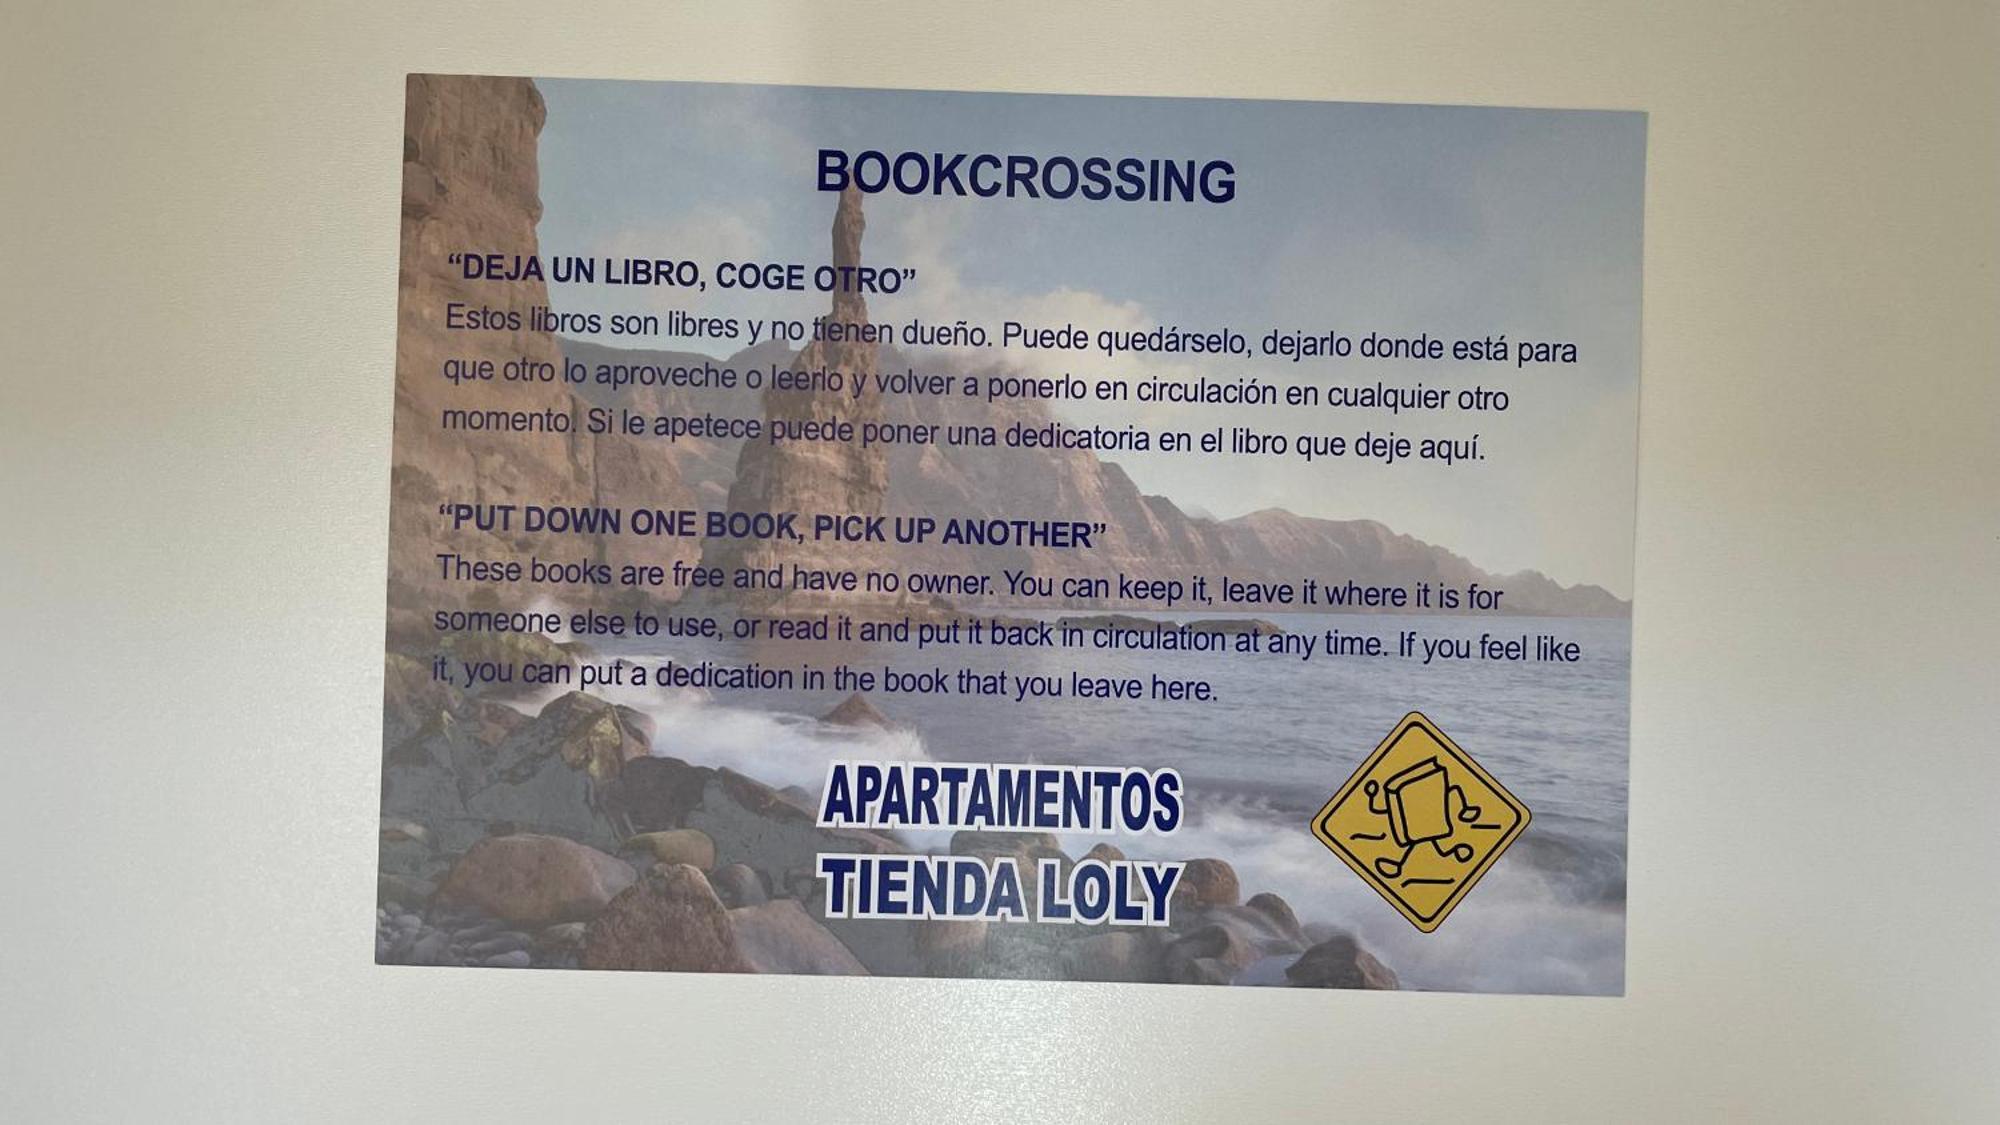 BOOKCROSSING
“DEJA UN LIBRO, COGE OTRO”
Estos libros son libres y no tienen dueño. Puede quedárselo, dejarlo donde está para
que otro lo aproveche o leerlo y volver a ponerlo en circulación en cualquier otro
momento. Si le apetece puede poner una dedicatoria en el libro que deje aquí.
“PUT DOWN ONE BOOK, PICK UP ANOTHER”
These books are free and have no owner. You can keep it, leave it where it is for
someone else to use, or read it and put it back in circulation at any time. If you feel like
it, you can put a dedication in the book that you leave here.
APARTAMENTOS
TIENDA LOLY